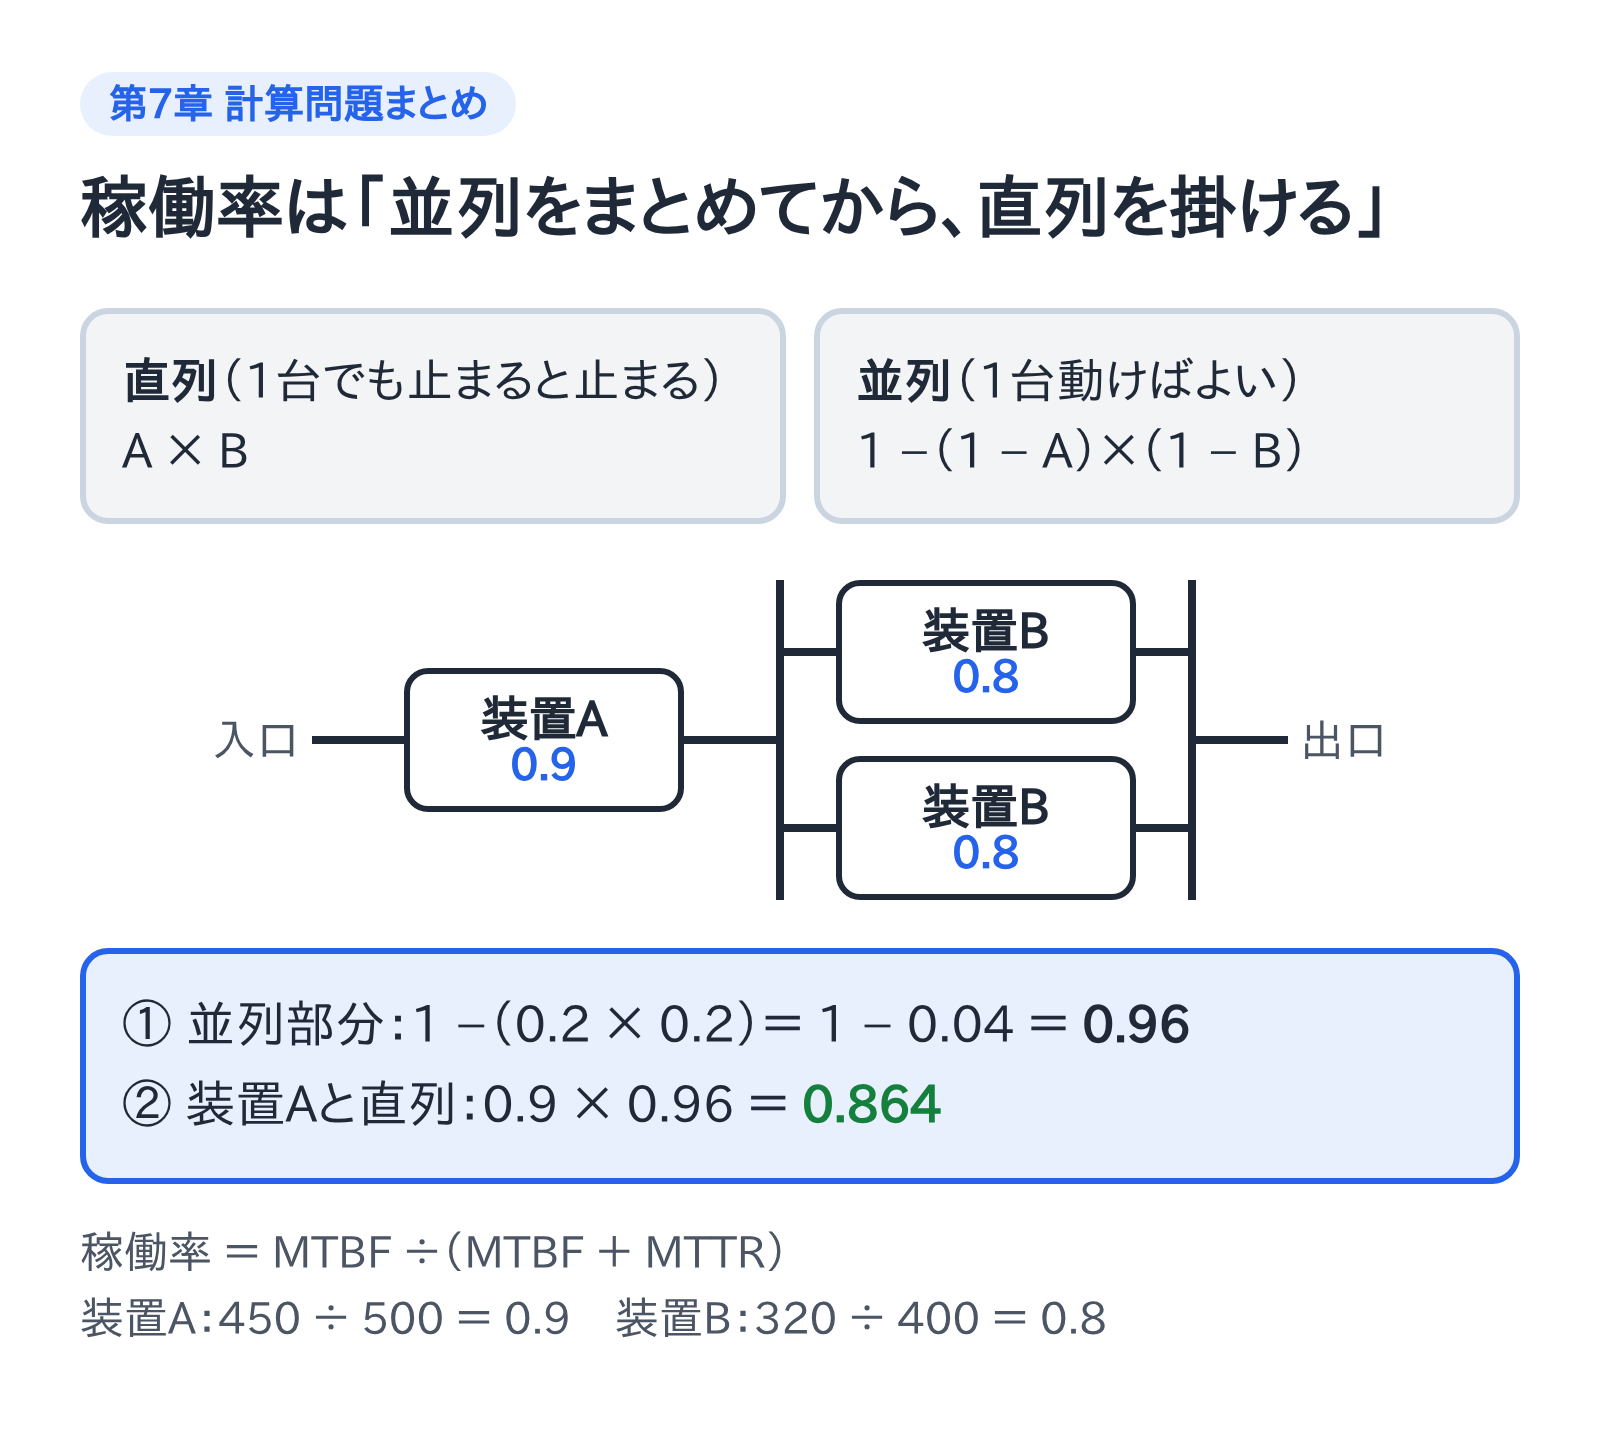 第7章 計算問題まとめ
稼働率は「並列をまとめてから、直列を掛ける」
直列（1台でも止まると止まる）
A × B
並列（1台動けばよい）
1 −（1 − A）×（1 − B）
装置B
0.8
装置A
0.9
入口
出口
装置B
0.8
① 並列部分：1 −（0.2 × 0.2）＝ 1 − 0.04 ＝ 0.96
② 装置Aと直列：0.9 × 0.96 ＝ 0.864
稼働率 ＝ MTBF ÷（MTBF ＋ MTTR）
装置A：450 ÷ 500 ＝ 0.9　装置B：320 ÷ 400 ＝ 0.8